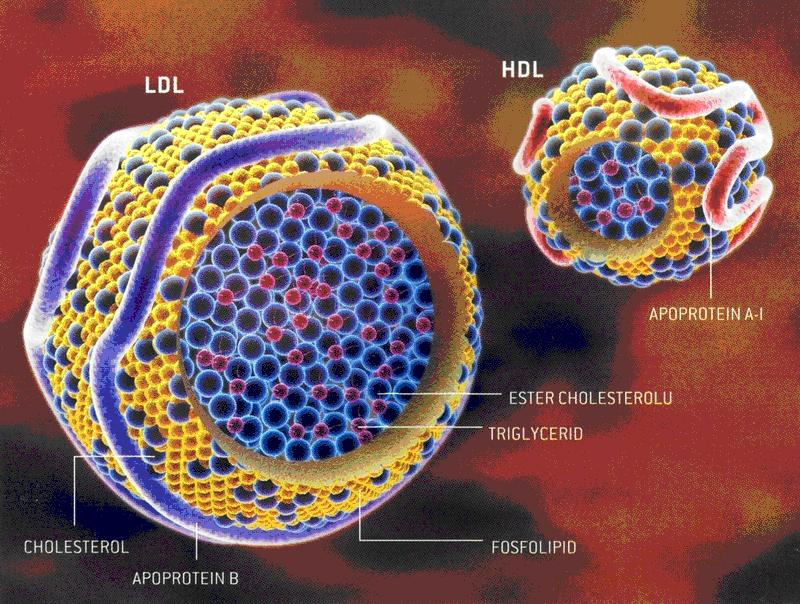 LDL
HDL
APOPROTEIN A-I
ESTER CHOLESTEROLU
TRIGLYCERID
CHOLESTEROL
FOSFOLIPID
APOPROTEIN B